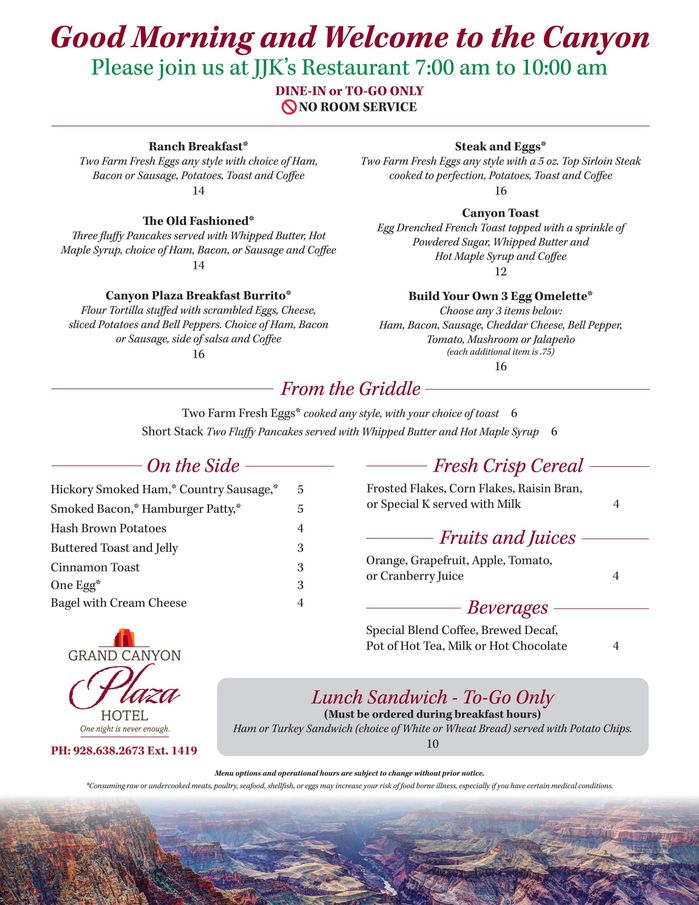 Good Morning and Welcome to the Canyon
Please join us at JJK's Restaurant 7:00 am to 10:00 am
DINE-IN or TO-GO ONLY
NO ROOM SERVICE
Ranch Breakfast*
Two Farm Fresh Eggs any style with choice of Ham,
Bacon or Sausage, Potatoes, Toast and Coffee
14
The Old Fashioned*
Three fluffy Pancakes served with Whipped Butter, Hot
Maple Syrup, choice of Ham, Bacon, or Sausage and Coffee
14
Canyon Plaza Breakfast Burrito*
Flour Tortilla stuffed with scrambled Eggs, Cheese,
sliced Potatoes and Bell Peppers. Choice of Ham, Bacon
or Sausage, side of salsa and Coffee
16
Steak and Eggs*
Two Farm Fresh Eggs any style with a 5 oz. Top Sirloin Steak
cooked to perfection, Potatoes, Toast and Coffee
16
Canyon Toast
Egg Drenched French Toast topped with a sprinkle of
Powdered Sugar, Whipped Butter and
Hot Maple Syrup and Coffee
12
Build Your Own 3 Egg Omelette*
Choose any 3 items below:
Ham, Bacon, Sausage, Cheddar Cheese, Bell Pepper,
Tomato, Mushroom or Jalapeño
(each additional item is .75)
16
From the Griddle
Two Farm Fresh Eggs* cooked any style, with your choice of toast 6
Short Stack Two Fluffy Pancakes served with Whipped Butter and Hot Maple Syrup 6
On the Side
Hickory Smoked Ham,* Country Sausage,* 5
Smoked Bacon,* Hamburger Patty,* 5
Hash Brown Potatoes 4
Buttered Toast and Jelly 3
Cinnamon Toast 3
One Egg* 3
Bagel with Cream Cheese 4
Fresh Crisp Cereal
Frosted Flakes, Corn Flakes, Raisin Bran,
or Special K served with Milk 4
Fruits and Juices
Orange, Grapefruit, Apple, Tomato,
or Cranberry Juice 4
Beverages
Special Blend Coffee, Brewed Decaf,
Pot of Hot Tea, Milk or Hot Chocolate 4
GRAND CANYON
Plaza
HOTEL
One night is never enough.
PH: 928.638.2673 Ext. 1419
Lunch Sandwich - To-Go Only
(Must be ordered during breakfast hours)
Ham or Turkey Sandwich (choice of White or Wheat Bread) served with Potato Chips.
10
Menu options and operational hours are subject to change without prior notice.
*Consuming raw or undercooked meats, poultry, seafood, shellfish, or eggs may increase your risk of food borne illness, especially if you have certain medical conditions.